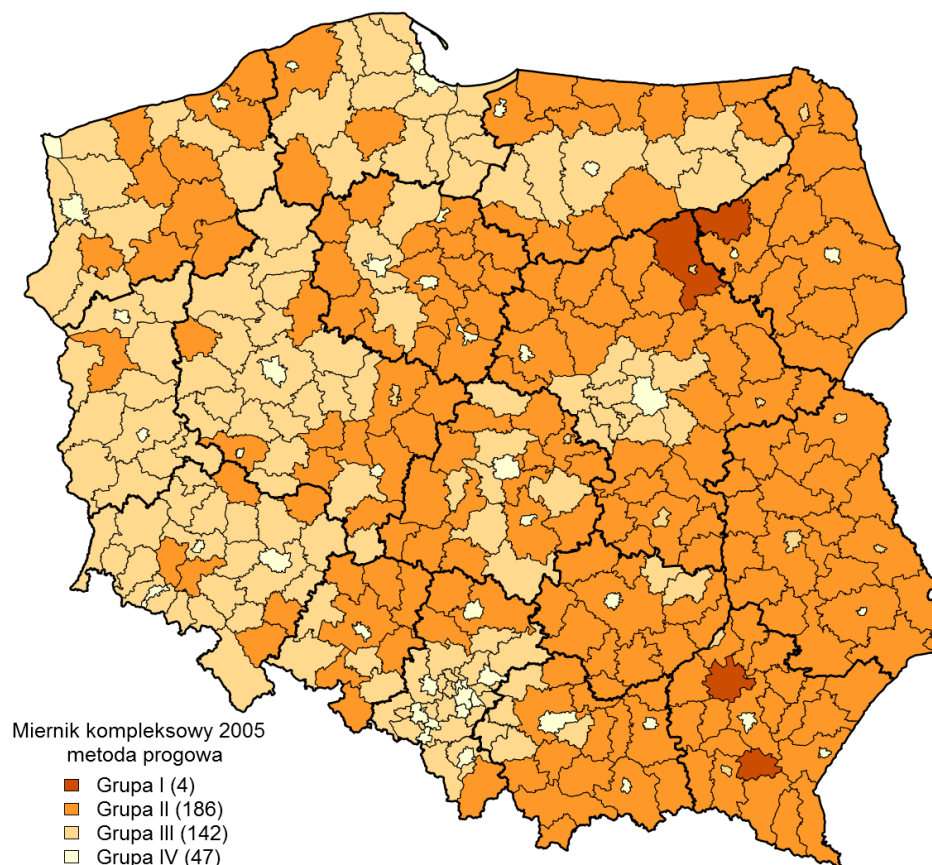 Miernik kompleksowy 2005
metoda progowa
Grupa I (4)
Grupa II (186)
Grupa III (142)
Grupa IV (47)